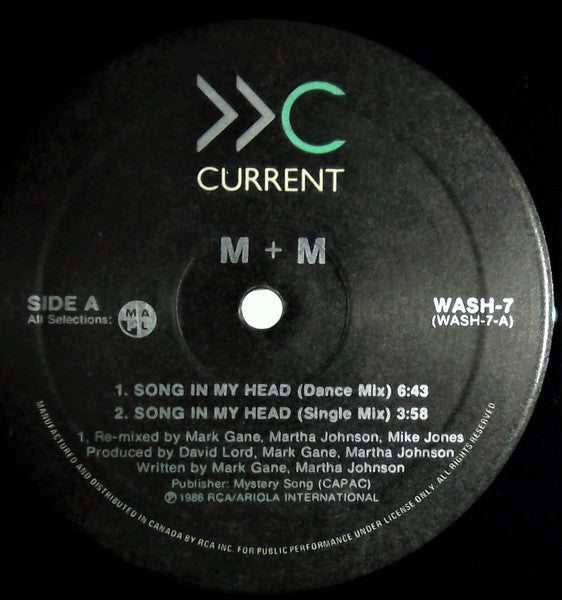 >>C
CURRENT
M + M
SIDE A
All Selections:
MA
PL
WASH-7
(WASH-7-A)
1. SONG IN MY HEAD (Dance Mix) 6:43
2. SONG IN MY HEAD (Single Mix) 3:58
1, Re-mixed by Mark Gane, Martha Johnson, Mike Jones
Produced by David Lord, Mark Gane, Martha Johnson
Written by Mark Gane, Martha Johnson
Publisher: Mystery Song (CAPAC)
Ⓟ 1986 RCA/ARIOLA INTERNATIONAL
MANUFACTURED AND DISTRIBUTED IN CANADA BY RCA INC. FOR PUBLIC PERFORMANCE UNDER LICENSE ONLY. ALL RIGHTS RESERVED